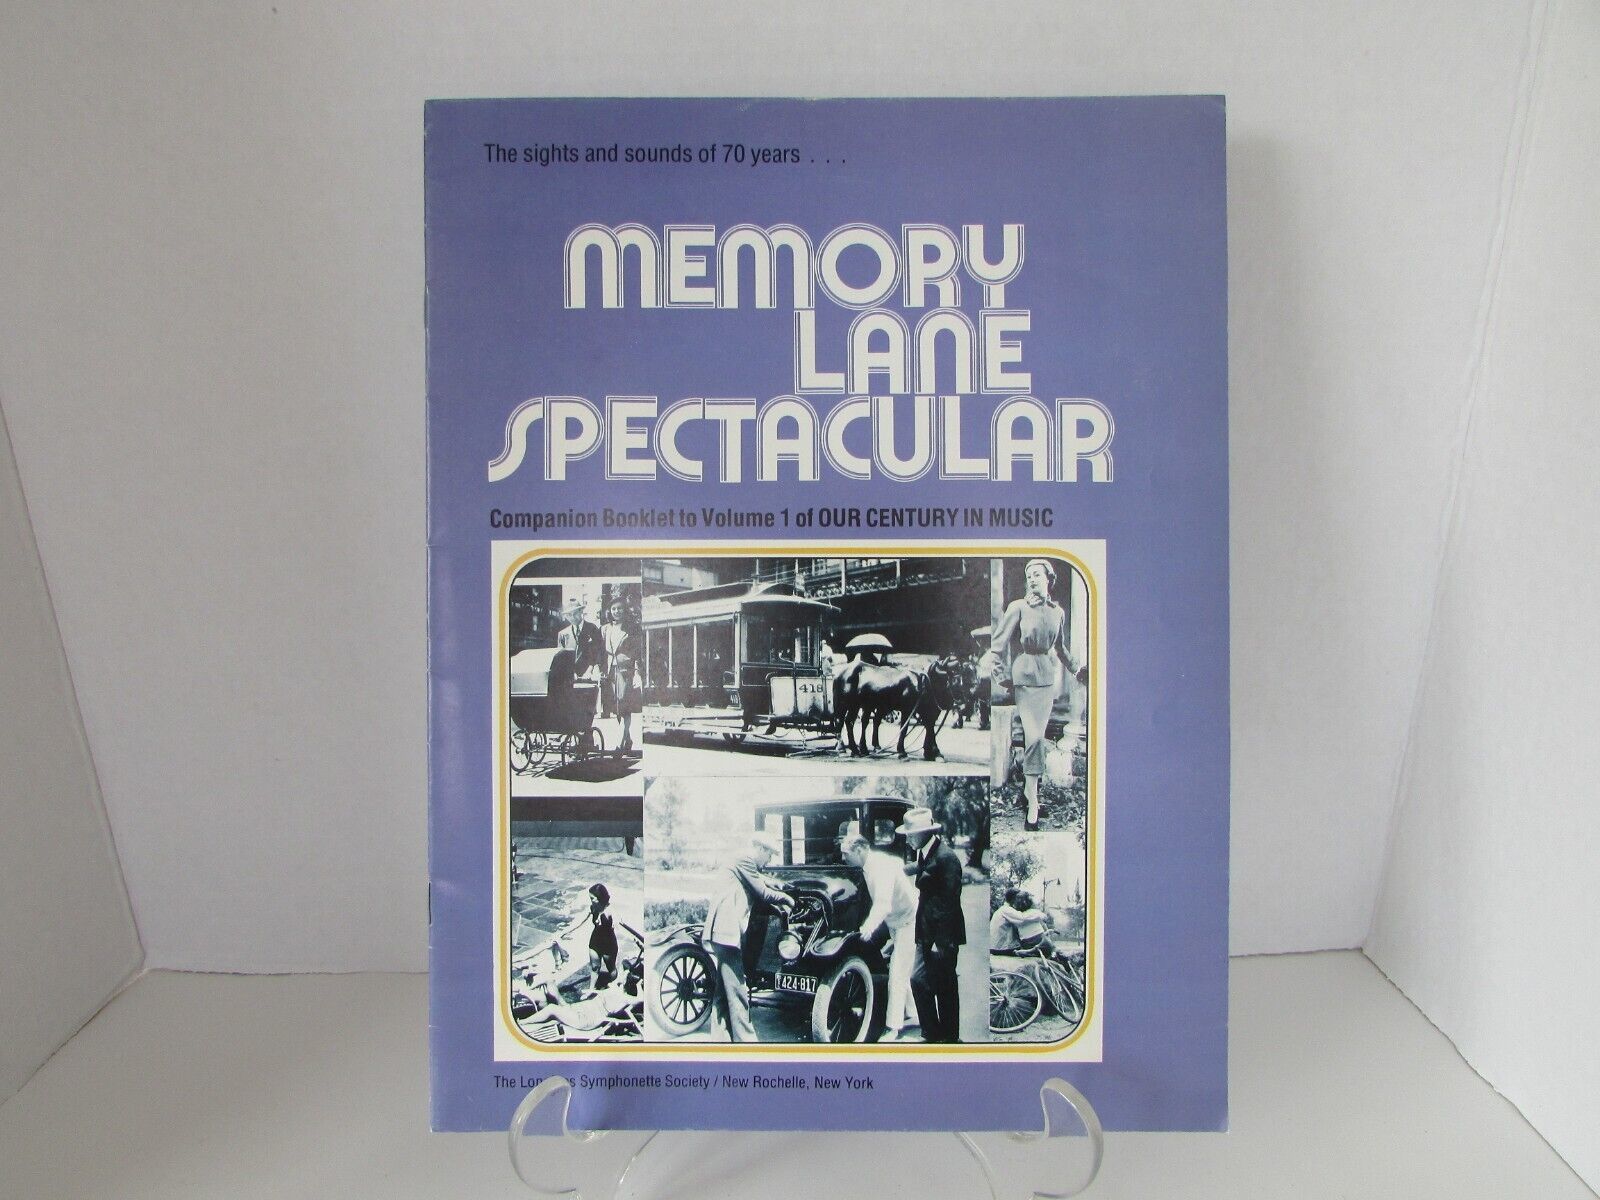 The sights and sounds of 70 years . . .
MEMORY
LANE
SPECTACULAR
Companion Booklet to Volume 1 of OUR CENTURY IN MUSIC
418
424-817
The Symphonette Society / New Rochelle, New York